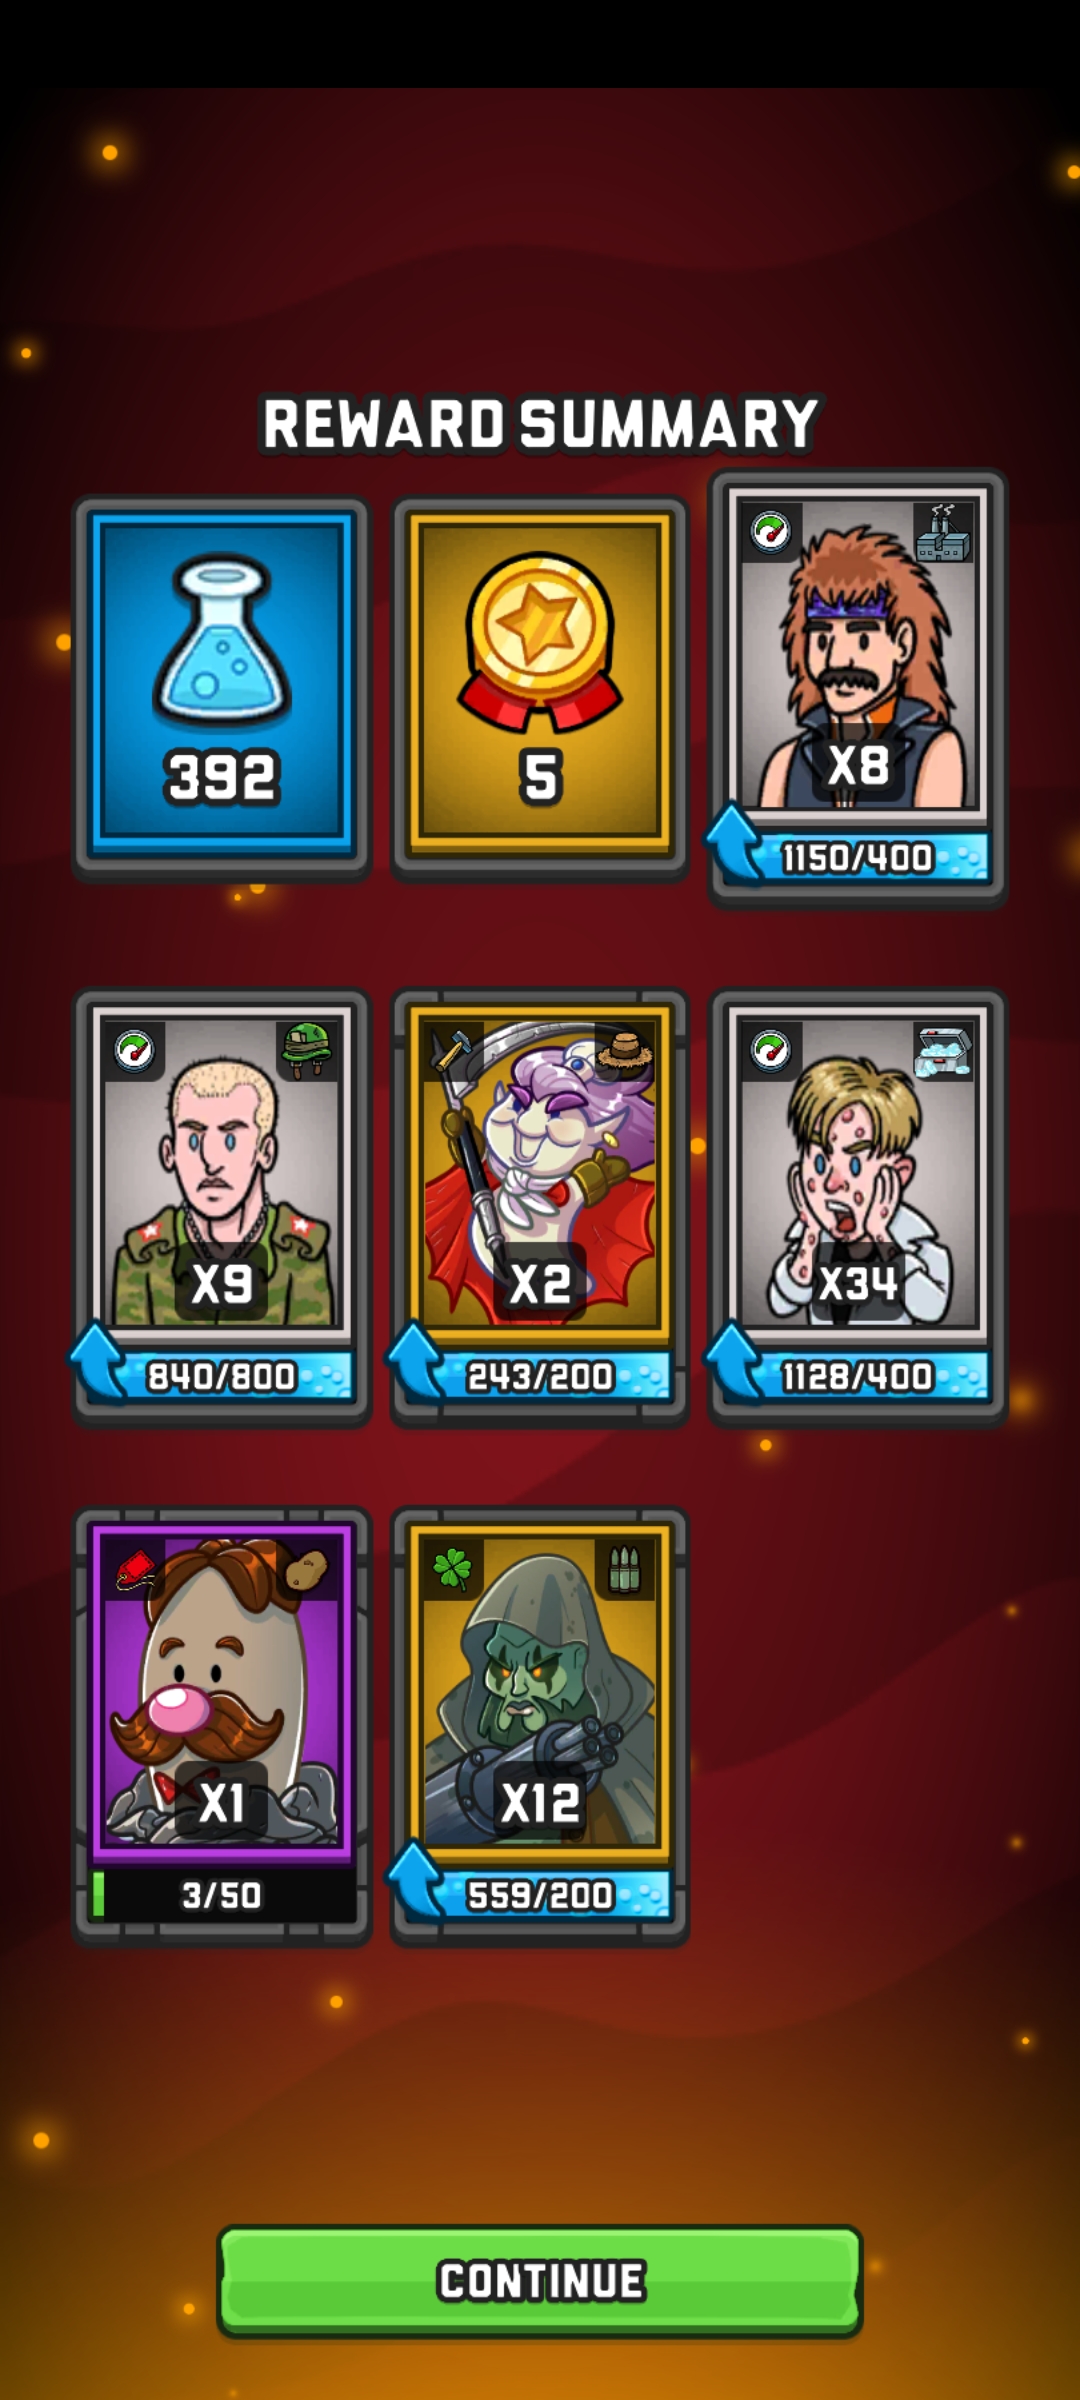 REWARD SUMMARY
392
5
X8
1150/400
X9
840/800
X2
243/200
X34
1128/400
X1
3/50
X12
559/200
CONTINUE